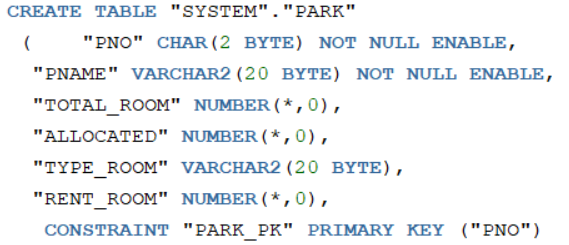 CREATE TABLE "SYSTEM"."PARK"
( "PNO" CHAR(2 BYTE) NOT NULL ENABLE,
"PNAME" VARCHAR2(20 BYTE) NOT NULL ENABLE,
"TOTAL_ROOM" NUMBER(*,0),
"ALLOCATED" NUMBER(*,0),
"TYPE_ROOM" VARCHAR2(20 BYTE),
"RENT_ROOM" NUMBER(*,0),
CONSTRAINT "PARK_PK" PRIMARY KEY ("PNO")